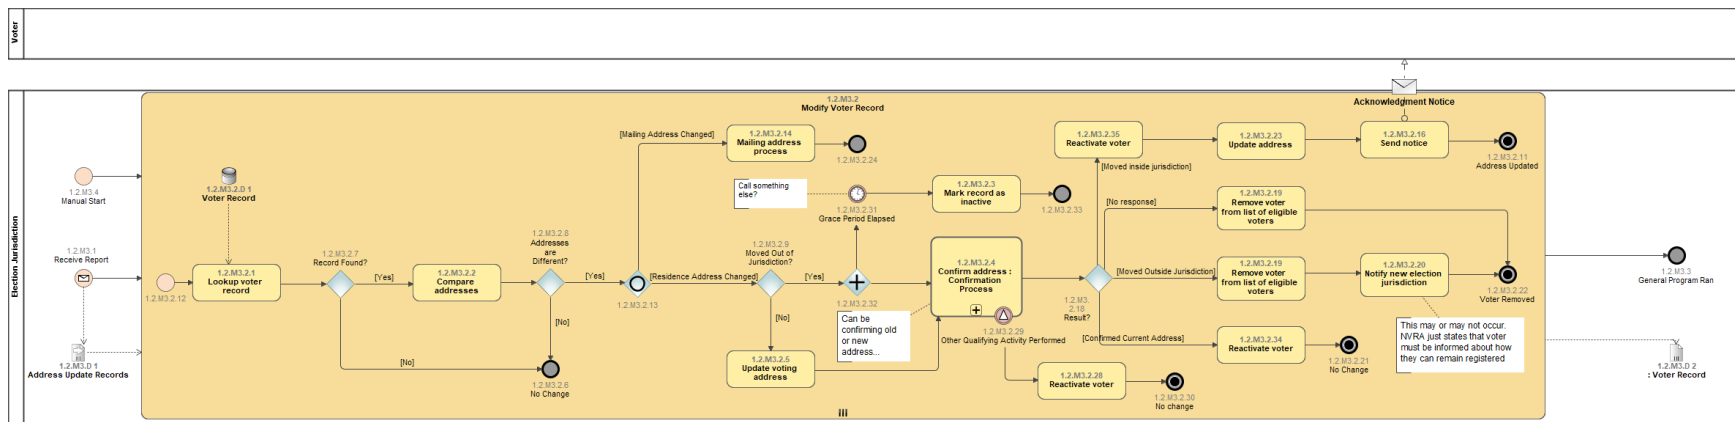 Voter
Election Jurisdiction
1.2.M3.2
Modify Voter Record
1.2.M3.4
Manual Start
1.2.M3.1
Receive Report
1.2.M3.D 1
Address Update Records
1.2.M3.2.12
1.2.M3.2.D 1
Voter Record
1.2.M3.2.1
Lookup voter
record
1.2.M3.2.7
Record Found?
[Yes]
[No]
1.2.M3.2.2
Compare
addresses
1.2.M3.2.8
Addresses
are
Different?
[Yes]
[No]
1.2.M3.2.6
No Change
1.2.M3.2.13
[Mailing Address Changed]
1.2.M3.2.14
Mailing address
process
1.2.M3.2.24
[Residence Address Changed]
1.2.M3.2.9
Moved Out of
Jurisdiction?
[Yes]
[No]
1.2.M3.2.5
Update voting
address
Call something
else?
1.2.M3.2.31
Grace Period Elapsed
1.2.M3.2.3
Mark record as
inactive
1.2.M3.2.33
1.2.M3.2.32
Can be
confirming old
or new
address...
1.2.M3.2.4
Confirm address :
Confirmation
Process
1.2.M3.2.29
Other Qualifying Activity Performed
1.2.M3.2.28
Reactivate voter
1.2.M3.2.30
No change
1.2.M3.
2.18
Result?
[Moved inside jurisdiction]
1.2.M3.2.35
Reactivate voter
1.2.M3.2.23
Update address
Acknowledgment Notice
1.2.M3.2.16
Send notice
1.2.M3.2.11
Address Updated
[No response]
1.2.M3.2.19
Remove voter
from list of eligible
voters
[Moved Outside Jurisdiction]
1.2.M3.2.19
Remove voter
from list of eligible
voters
1.2.M3.2.20
Notify new election
jurisdiction
1.2.M3.2.22
Voter Removed
This may or may not occur.
NVRA just states that voter
must be informed about how
they can remain registered
[Confirmed Current Address]
1.2.M3.2.34
Reactivate voter
1.2.M3.2.21
No Change
1.2.M3.3
General Program Ran
1.2.M3.D 2
: Voter Record